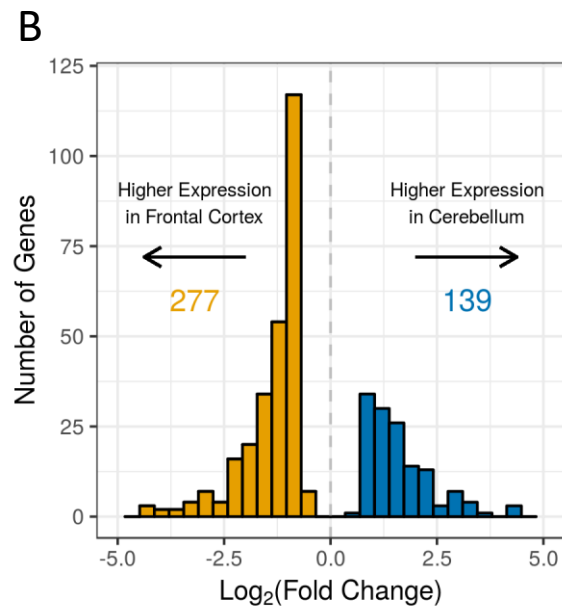 B
125
100
75
50
25
0
Number of Genes
Higher Expression
in Frontal Cortex
277
Higher Expression
in Cerebellum
139
-5.0
-2.5
0.0
2.5
5.0
Log₂(Fold Change)